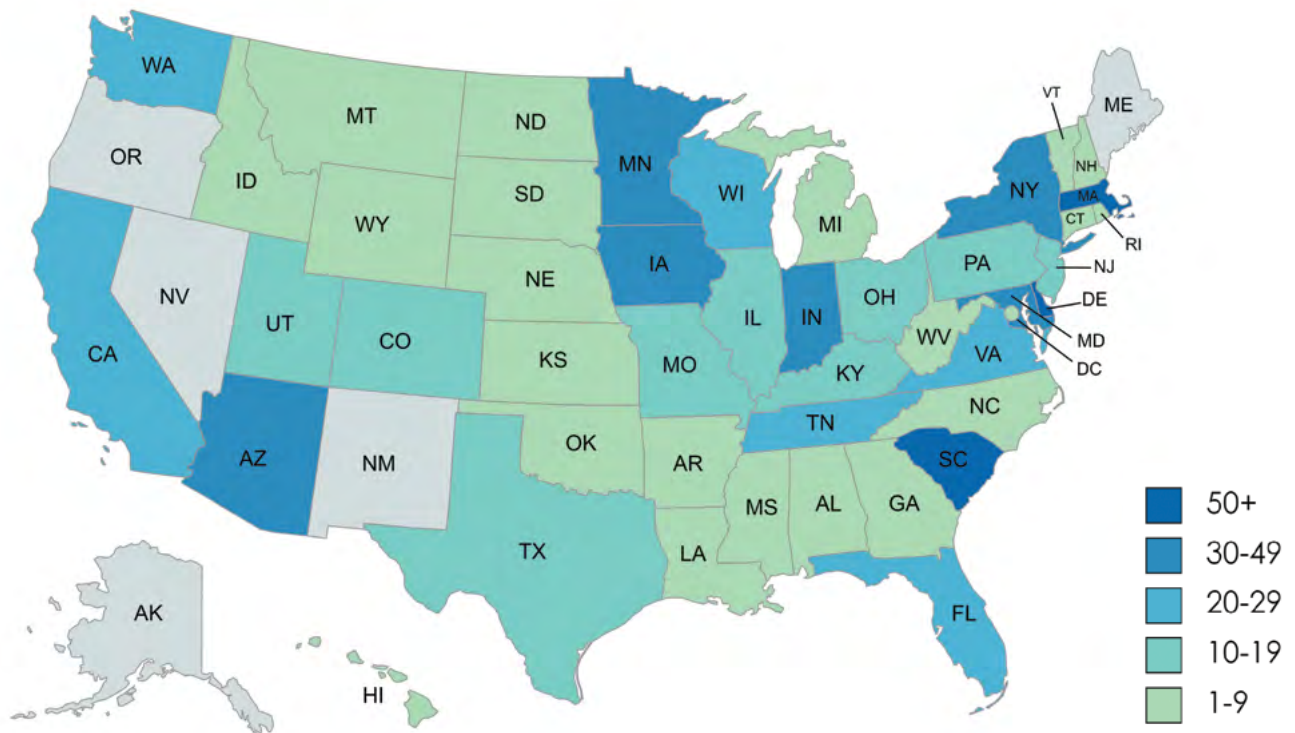 WA
MT
ND
MN
VT
ME
OR
ID
SD
WI
NH
NY
MA
WY
MI
CT
RI
IA
NE
PA
NJ
NV
UT
CO
IL
IN
OH
DE
CA
KS
MO
WV
VA
MD
KY
DC
NC
TN
AZ
NM
OK
AR
SC
MS
AL
GA
50+
TX
LA
30-49
AK
FL
20-29
10-19
HI
1-9